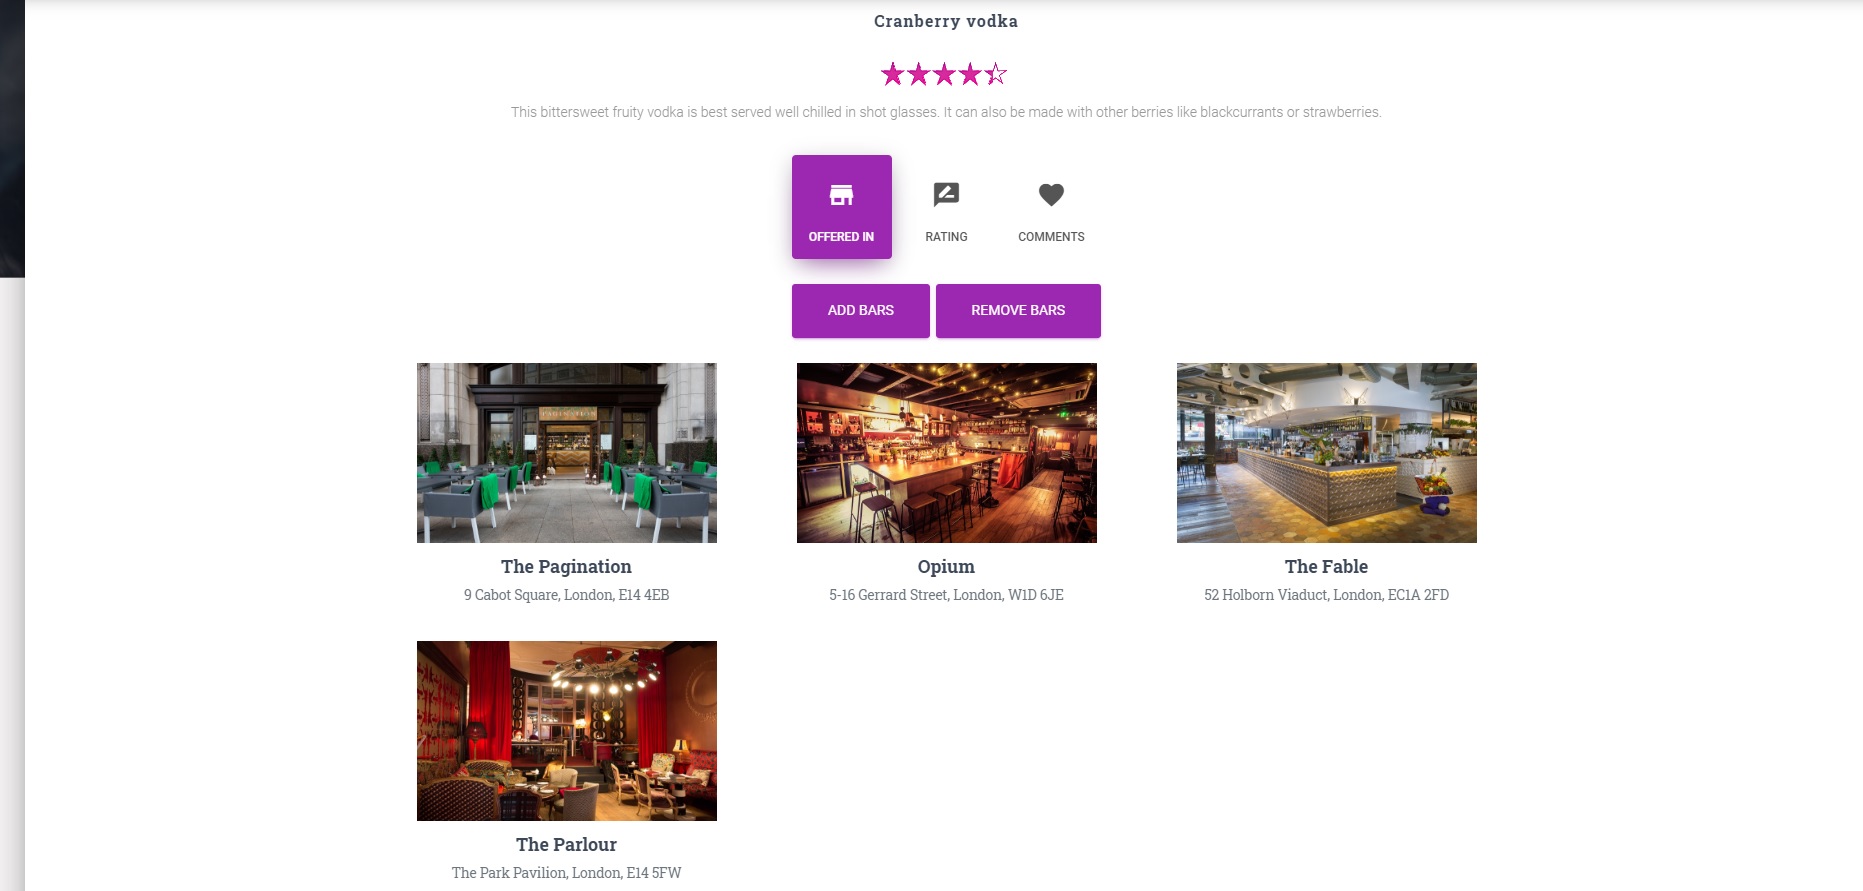 Cranberry vodka
This bittersweet fruity vodka is best served well chilled in shot glasses. It can also be made with other berries like blackcurrants or strawberries.
OFFERED IN
RATING
COMMENTS
ADD BARS
REMOVE BARS
PAGINATION
The Pagination
9 Cabot Square, London, E14 4EB
Opium
5-16 Gerrard Street, London, W1D 6JE
The Fable
52 Holborn Viaduct, London, EC1A 2FD
The Parlour
The Park Pavilion, London, E14 5FW